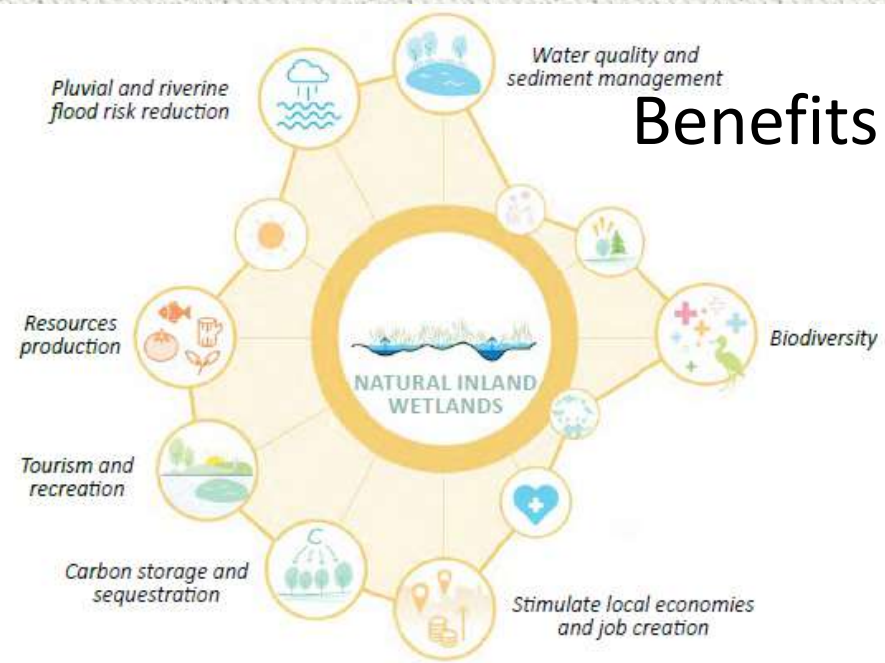 Benefits
Water quality and
sediment management
Pluvial and riverine
flood risk reduction
Resources
production
NATURAL INLAND
WETLANDS
Biodiversity
Tourism and
recreation
Carbon storage and
sequestration
C
Stimulate local economies
and job creation